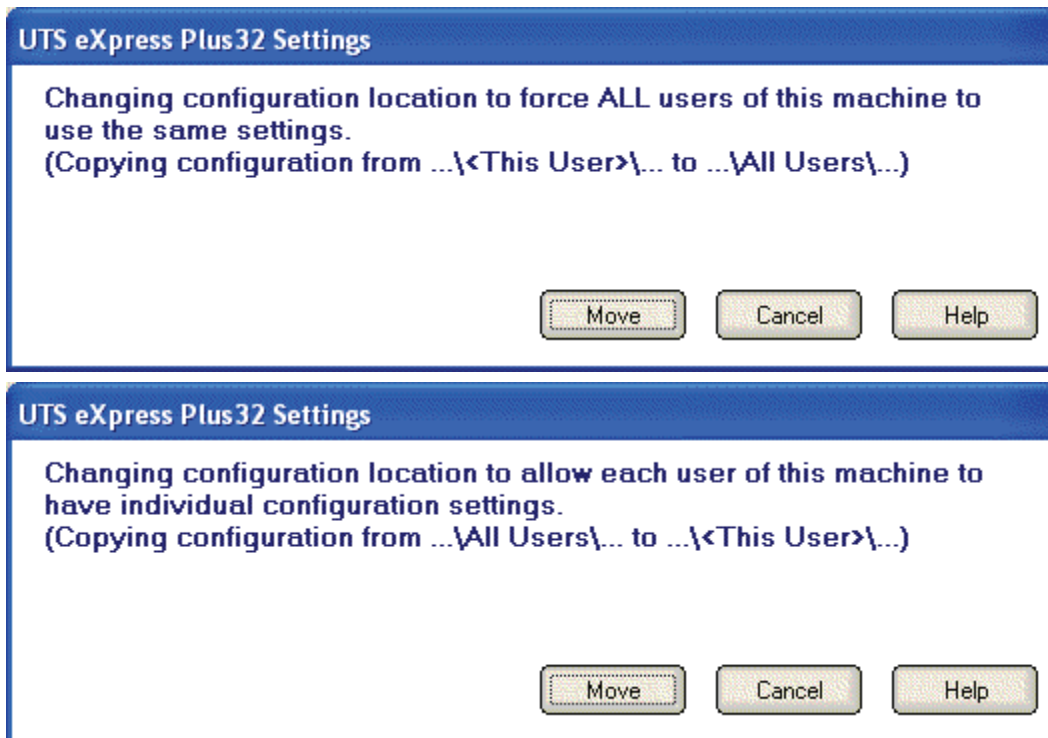 UTS eXpress Plus32 Settings
Changing configuration location to force ALL users of this machine to
use the same settings.
(Copying configuration from ...\<This User>\... to ...\All Users\...)
Move Cancel Help
UTS eXpress Plus32 Settings
Changing configuration location to allow each user of this machine to
have individual configuration settings.
(Copying configuration from ...\All Users\... to ...\<This User>\...)
Move Cancel Help